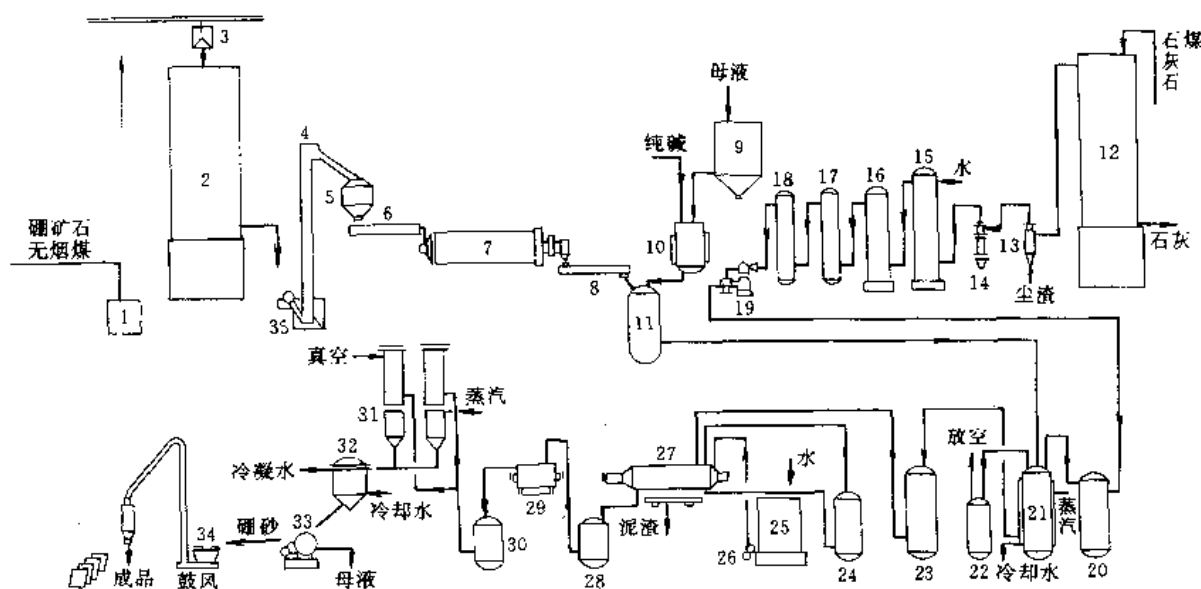 3
石煤
灰
石
4
母液
2
5
纯碱
9
15
水
12
6
18
17
16
硼矿石
无烟煤
7
10
13
石灰
8
14
1
19
尘渣
35
11
真空
蒸汽
31
放空
32
27
水
冷凝水
29
21
蒸汽
冷却水
泥渣
25
硼砂
33
34
30
26
成品
鼓风
母液
28
24
23
22
冷却水
20